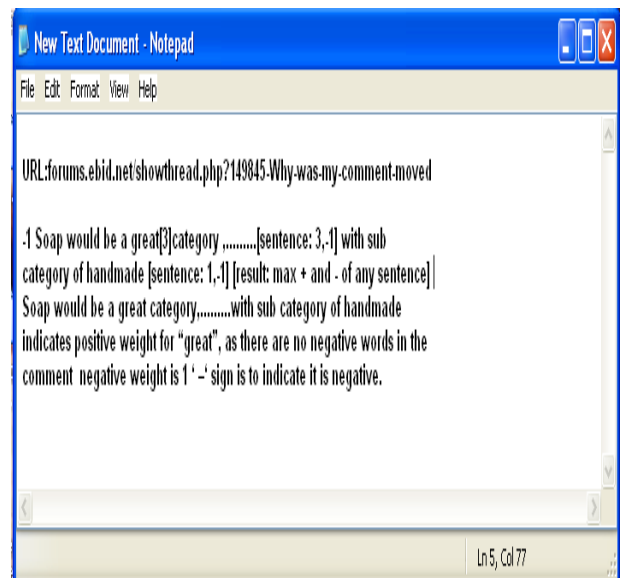 New Text Document - Notepad
File Edit Format View Help
URL:forums.ebid.net/showthread.php?149845-Why-was-my-comment-moved
-1 Soap would be a great[3]category ,..........[sentence: 3,-1] with sub
category of handmade [sentence: 1,-1] [result: max + and - of any sentence]
Soap would be a great category,.........with sub category of handmade
indicates positive weight for “great”, as there are no negative words in the
comment negative weight is 1 ‘ –‘ sign is to indicate it is negative.
Ln 5, Col 77